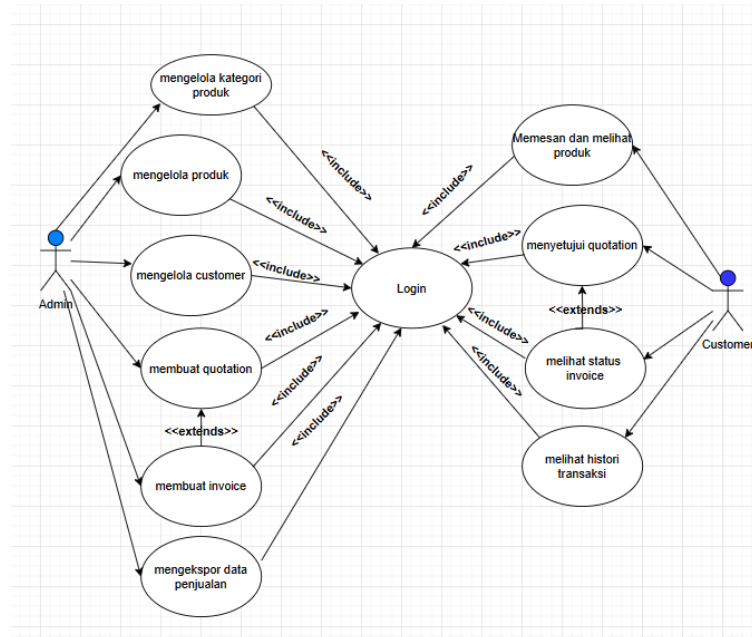 mengelola kategori
produk
<<include>>
Memesan dan melihat
produk
<<include>>
mengelola produk
<<include>>
menyetujui quotation
<<include>>
Admin
mengelola customer
<<include>>
Login
Customer
<<extends>>
membuat quotation
<<include>>
<<include>>
melihat status
invoice
<<extends>>
<<include>>
<<include>>
membuat invoice
<<include>>
melihat histori
transaksi
mengekspor data
penjualan